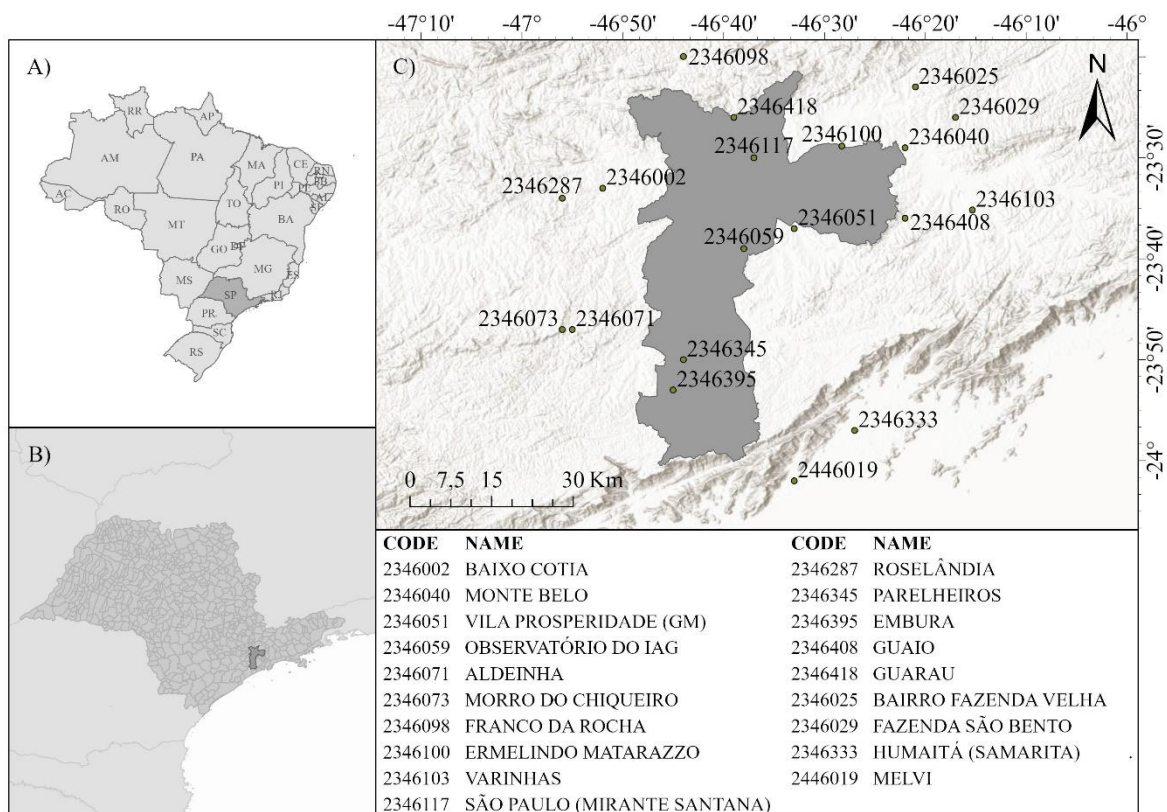 -47°10' -47° -46°50' -46°40' -46°30' -46°20' -46°10' -46°
A)
RR
AP
AM
PA
MA
CE
RN
PB
PI
AC
RO
TO
MT
BA
GO
DF
MG
ES
MS
SP
RJ
PR
SC
RS
B)
C)
N
2346098
2346025
2346418
2346029
2346100
2346040
2346117
2346287
2346002
2346103
2346051
2346408
2346059
2346073
2346071
2346345
2346395
2346333
2446019
0 7,5 15 30 Km
-23°30'
-23°40'
-23°50'
-24°
CODE NAME
2346002 BAIXO COTIA
2346040 MONTE BELO
2346051 VILA PROSPERIDADE (GM)
2346059 OBSERVATÓRIO DO IAG
2346071 ALDEINHA
2346073 MORRO DO CHIQUEIRO
2346098 FRANCO DA ROCHA
2346100 ERMELINDO MATARAZZO
2346103 VARINHAS
2346117 SÃO PAULO (MIRANTE SANTANA)
CODE NAME
2346287 ROSELÂNDIA
2346345 PARELHEIROS
2346395 EMBURA
2346408 GUAIO
2346418 GUARAU
2346025 BAIRRO FAZENDA VELHA
2346029 FAZENDA SÃO BENTO
2346333 HUMAITÁ (SAMARITA) .
2446019 MELVI